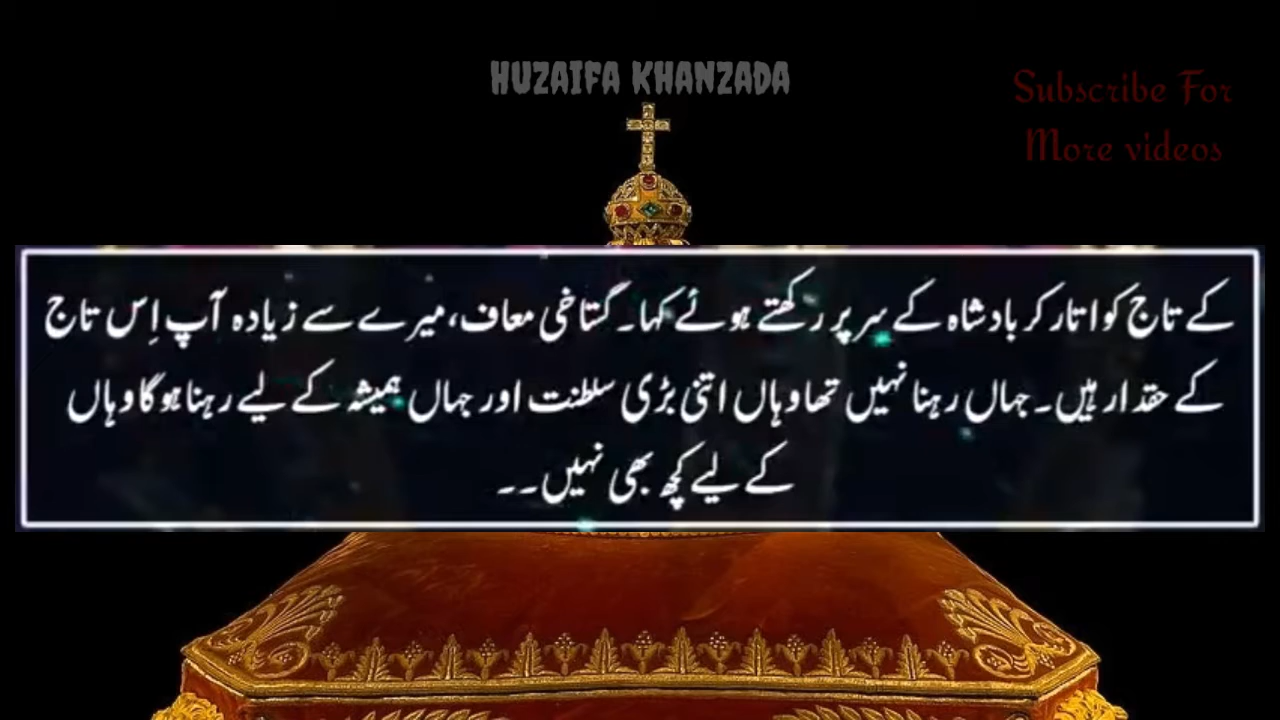 HUZAIFA KHANZADA
Subscribe For
More videos
کے تاج کو اتار کر بادشاہ کے سر پر رکھتے ہوئے کہا۔ گستاخی معاف، میرے سے زیادہ آپ اِس تاج
کے حقدار ہیں۔ جہاں رہنا نہیں تھا وہاں اتنی بڑی سلطنت اور جہاں ہمیشہ کے لیے رہنا ہوگا وہاں
کے لیے کچھ بھی نہیں۔۔